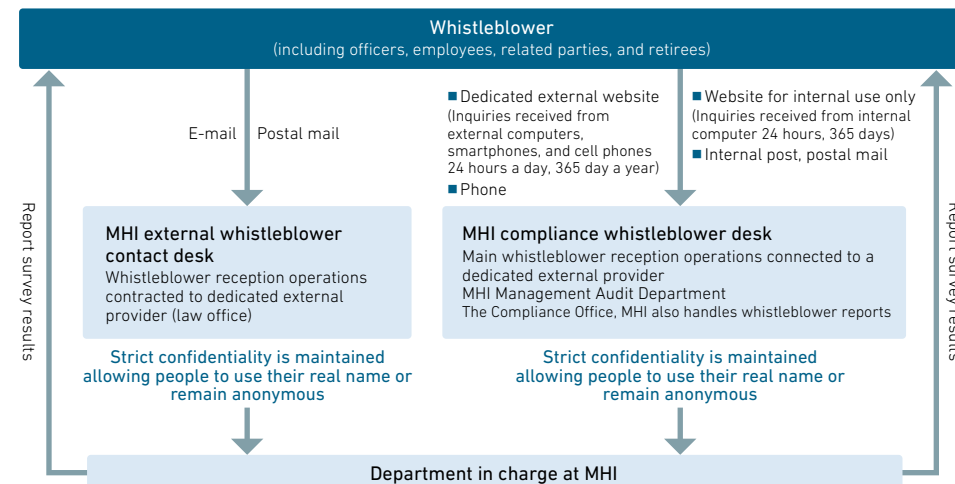 Whistleblower
(including officers, employees, related parties, and retirees)
E-mail
Postal mail
■ Dedicated external website
(Inquiries received from
external computers,
smartphones, and cell phones
24 hours a day, 365 day a year)
■ Phone
■ Website for internal use only
(Inquiries received from internal
computer 24 hours, 365 days)
■ Internal post, postal mail
Report survey results
MHI external whistleblower
contact desk
Whistleblower reception operations
contracted to dedicated external
provider (law office)
MHI compliance whistleblower desk
Main whistleblower reception operations connected to a
dedicated external provider
MHI Management Audit Department
The Compliance Office, MHI also handles whistleblower reports
Report survey results
Strict confidentiality is maintained
allowing people to use their real name or
remain anonymous
Strict confidentiality is maintained
allowing people to use their real name or
remain anonymous
Department in charge at MHI